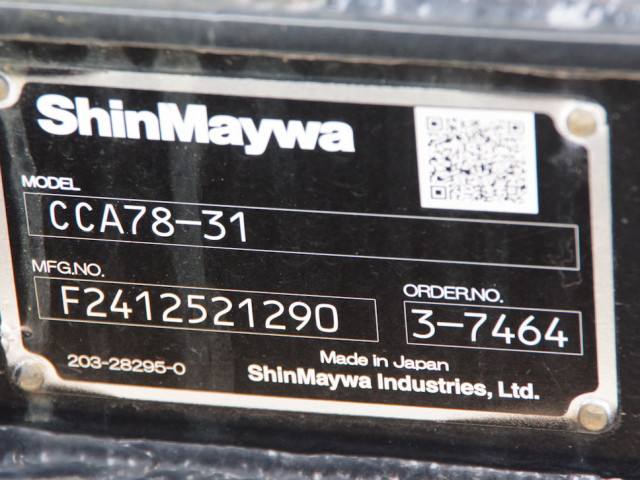 ShinMaywa
MODEL
CCA78-31
MFG.NO.
F2412521290
ORDER.NO.
3-7464
203-28295-0
Made in Japan
ShinMaywa Industries, Ltd.